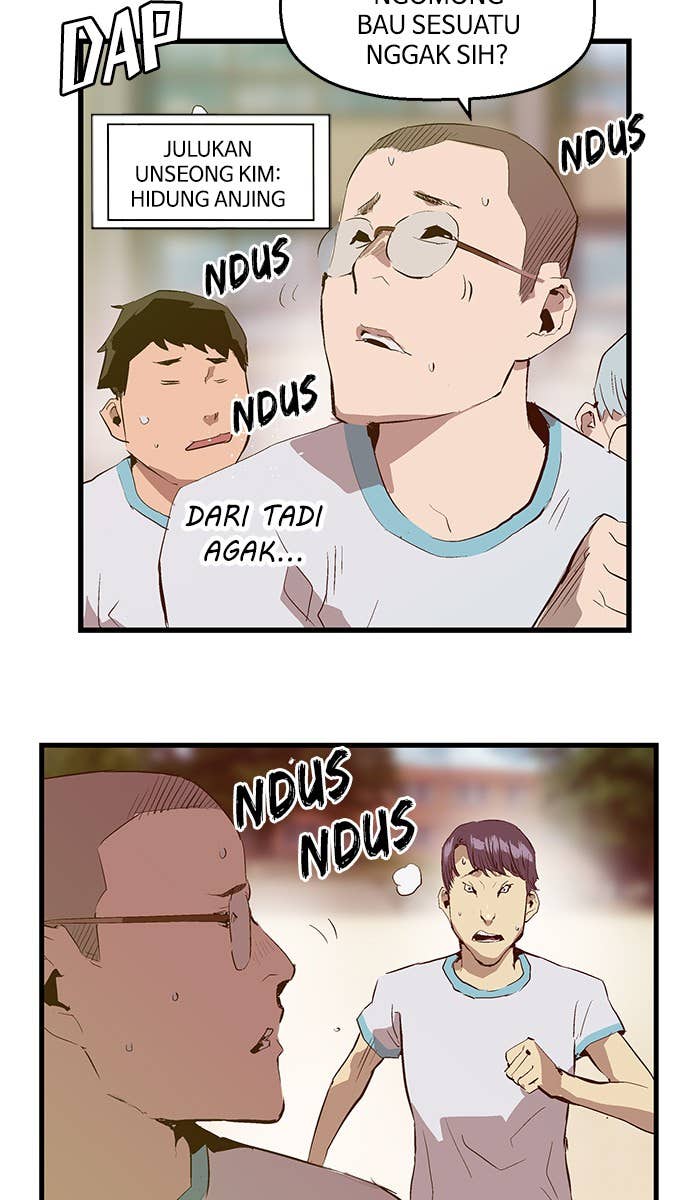 DAP
BAU SESUATU
NGGAK SIH?
JULUKAN
UNSEONG KIM:
HIDUNG ANJING
NDUS
NDUS
NDUS
DARI TADI
AGAK...
NDUS
NDUS